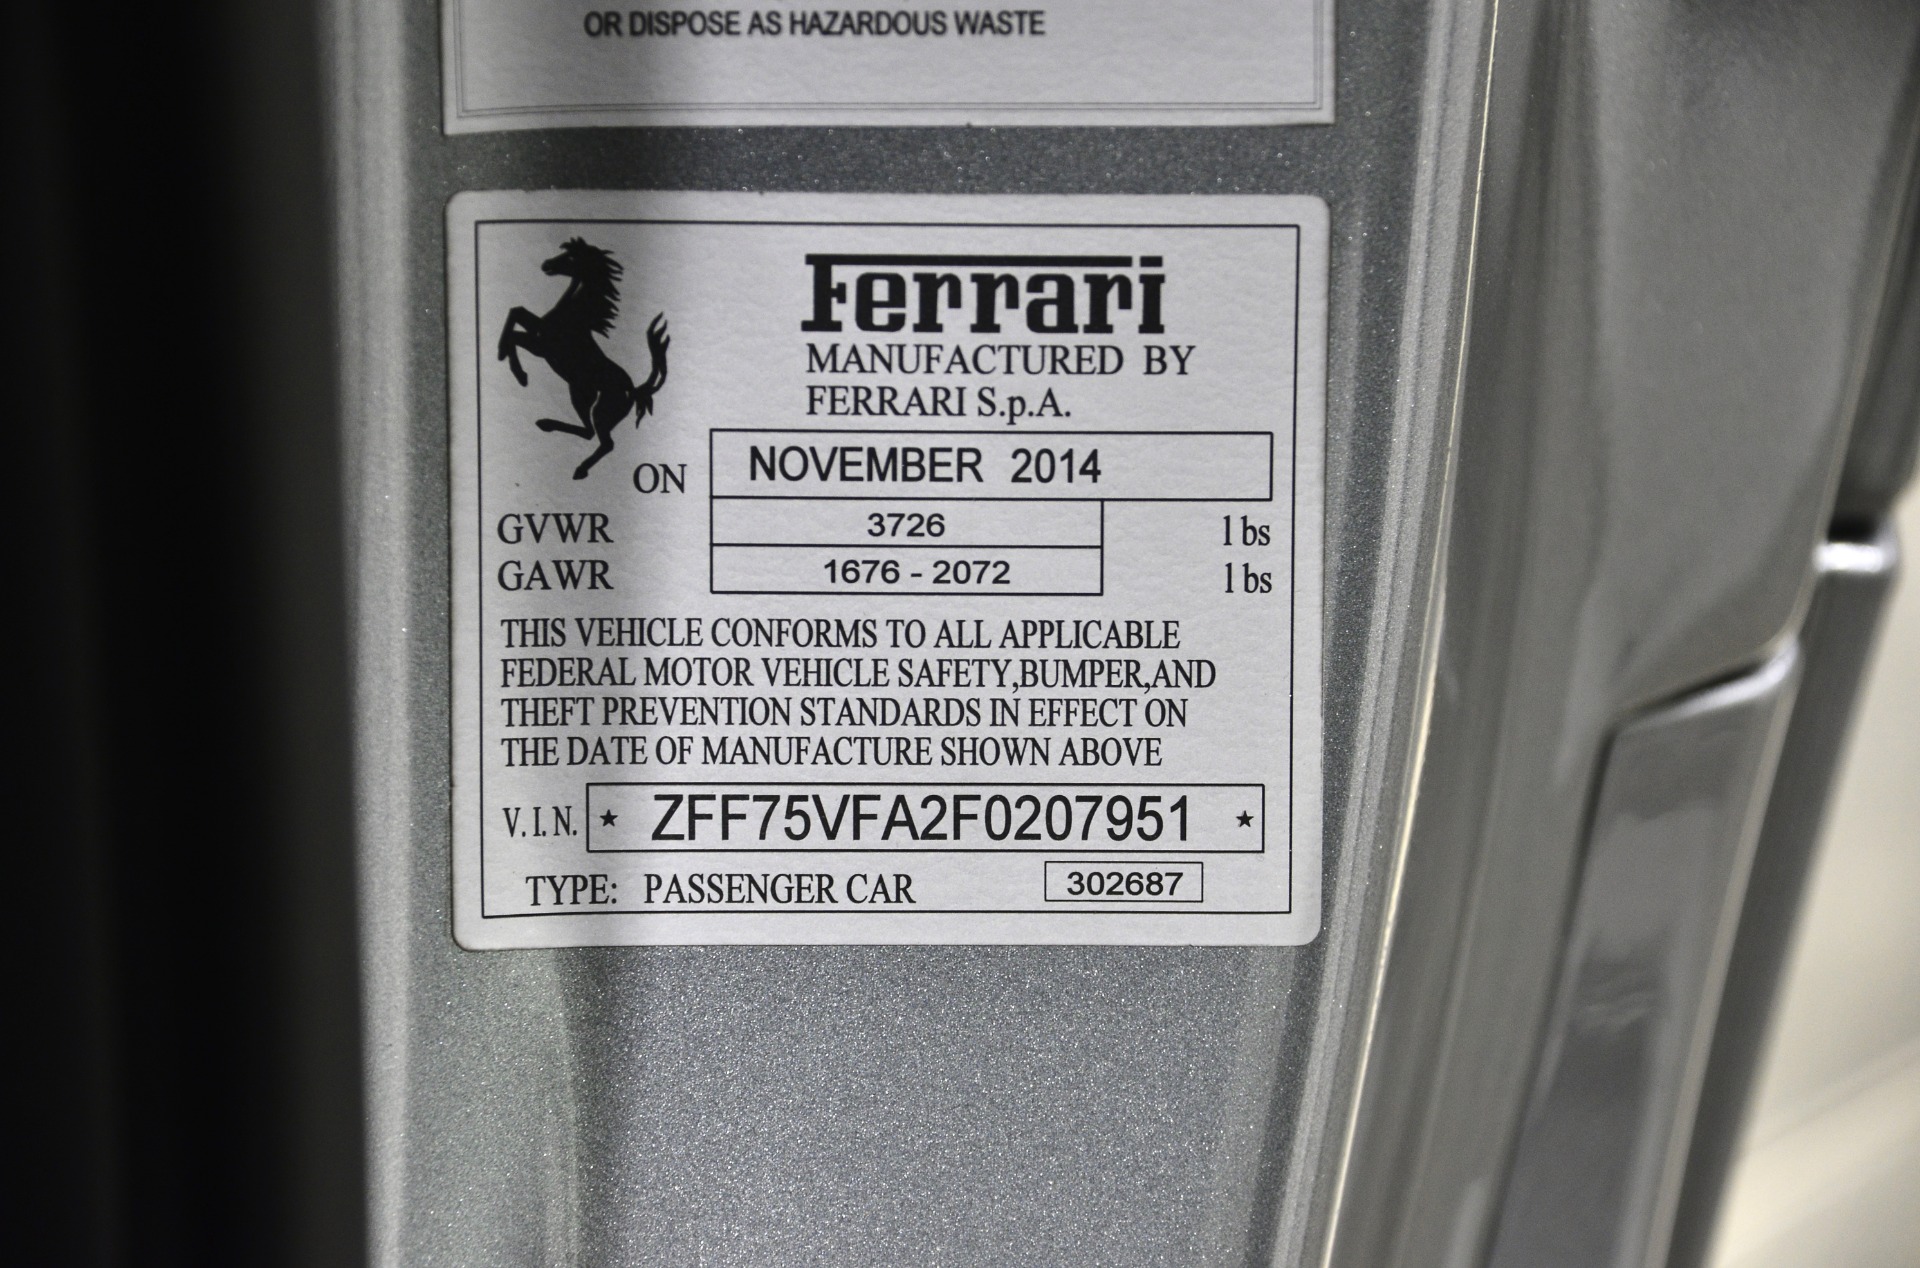 OR DISPOSE AS HAZARDOUS WASTE
Ferrari
MANUFACTURED BY
FERRARI S.p.A.
ON NOVEMBER 2014
GVWR 3726 lbs
GAWR 1676 - 2072 lbs
THIS VEHICLE CONFORMS TO ALL APPLICABLE
FEDERAL MOTOR VEHICLE SAFETY,BUMPER,AND
THEFT PREVENTION STANDARDS IN EFFECT ON
THE DATE OF MANUFACTURE SHOWN ABOVE
V.I.N. ★ ZFF75VFA2F0207951 ★
TYPE: PASSENGER CAR 302687